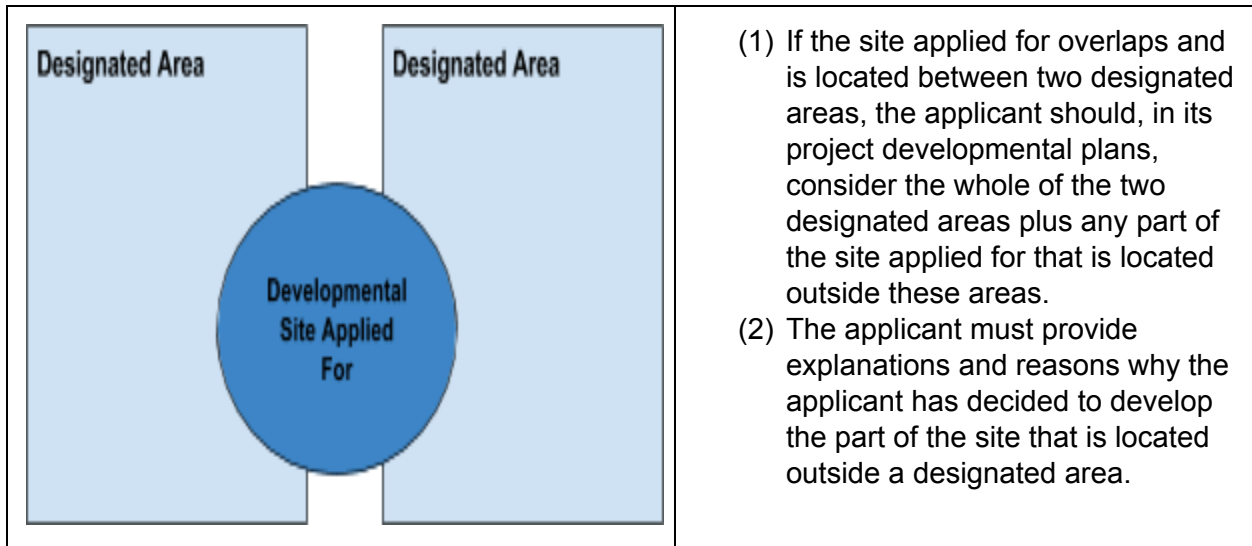 Designated Area
Designated Area
Developmental
Site Applied
For
(1) If the site applied for overlaps and
is located between two designated
areas, the applicant should, in its
project developmental plans,
consider the whole of the two
designated areas plus any part of
the site applied for that is located
outside these areas.
(2) The applicant must provide
explanations and reasons why the
applicant has decided to develop
the part of the site that is located
outside a designated area.